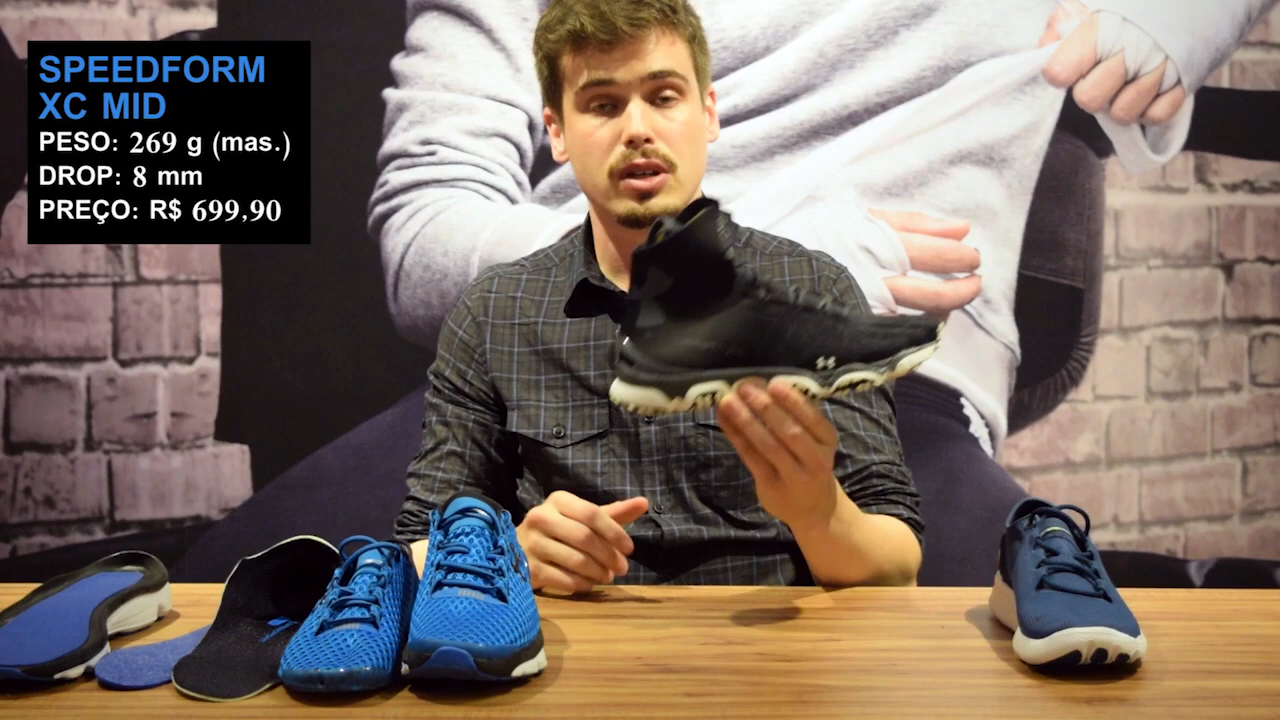 SPEEDFORM
XC MID
PESO: 269 g (mas.)
DROP: 8 mm
PREÇO: R$ 699,90